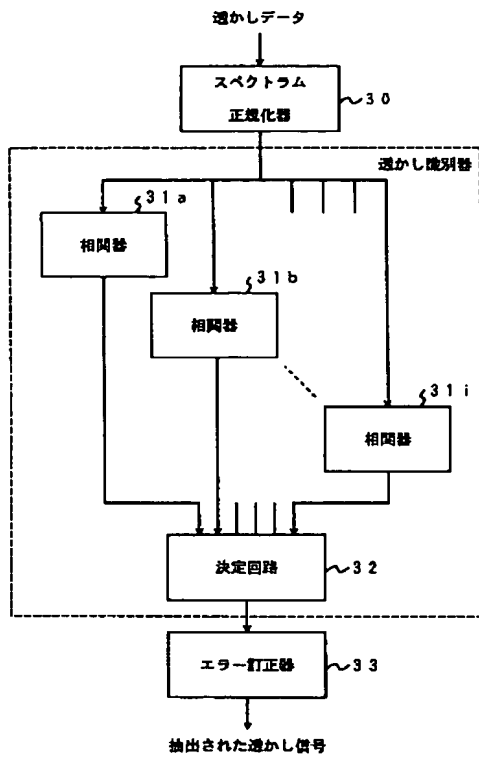 透かしデータ
スペクトラム
正規化器
30
透かし識別器
31a
相関器
31b
相関器
31i
相関器
決定回路
32
エラー訂正器
33
抽出された透かし信号